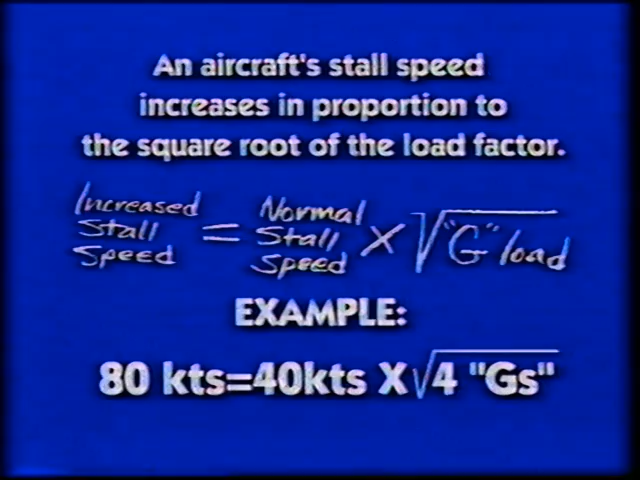 An aircraft's stall speed
increases in proportion to
the square root of the load factor.
Increased Stall Speed = Normal Stall Speed X √"G" load
EXAMPLE:
80 kts=40kts X√4 "Gs"